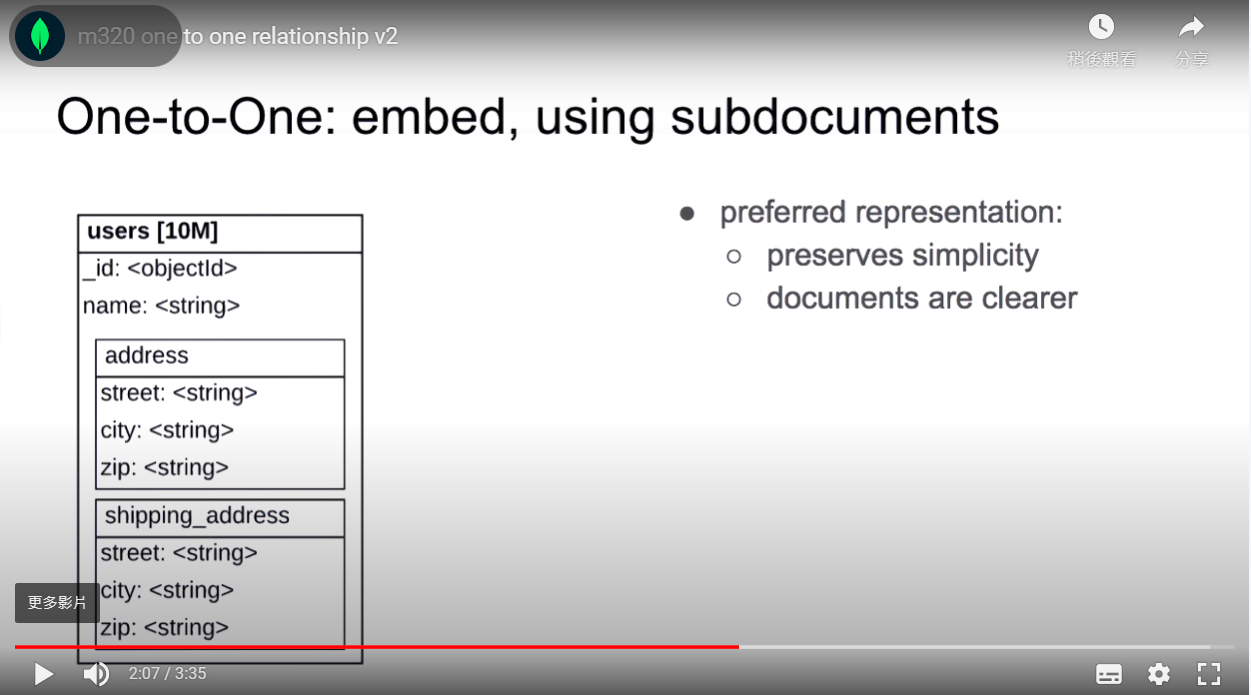 m320 one to one relationship v2
稍後觀看
分享
One-to-One: embed, using subdocuments
users [10M]
_id: <objectId>
name: <string>
address
street: <string>
city: <string>
zip: <string>
shipping_address
street: <string>
city: <string>
zip: <string>
● preferred representation:
○ preserves simplicity
○ documents are clearer
更多影片
2:07 / 3:35